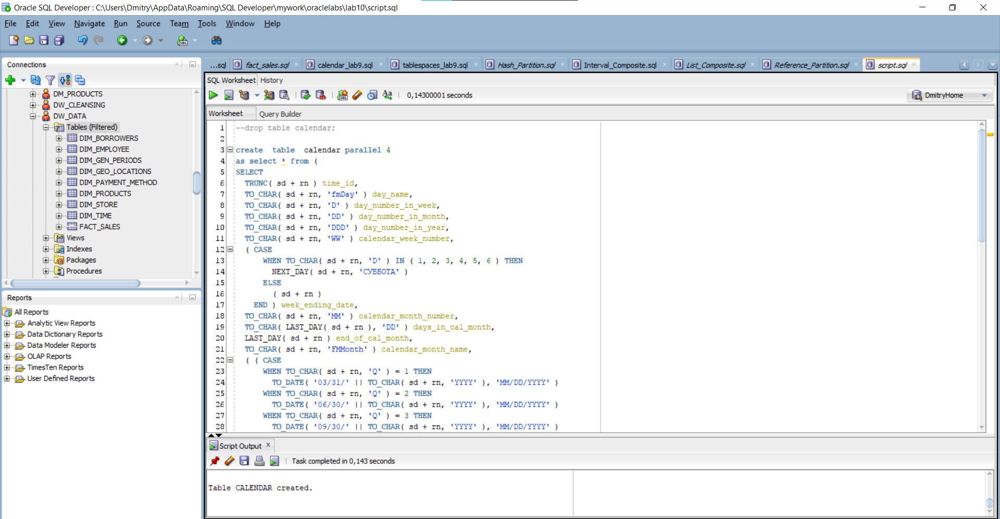 Oracle SQL Developer : C:\Users\Dmitry\AppData\Roaming\SQL Developer\mywork\oraclelabs\lab10\script.sql
File Edit View Navigate Run Source Team Tools Window Help
Connections
DM_PRODUCTS
DW_CLEANSING
DW_DATA
Tables (Filtered)
DIM_BORROWERS
DIM_EMPLOYEE
DIM_GEN_PERIODS
DIM_GEO_LOCATIONS
DIM_PAYMENT_METHOD
DIM_PRODUCTS
DIM_STORE
DIM_TIME
FACT_SALES
Views
Indexes
Packages
Procedures
Reports
All Reports
Analytic View Reports
Data Dictionary Reports
Data Modeler Reports
OLAP Reports
TimesTen Reports
User Defined Reports
...sql fact_sales.sql calendar_lab9.sql tablespaces_lab9.sql Hash_Partition.sql Interval_Composite.sql List_Composite.sql Reference_Partition.sql script.sql
SQL Worksheet History
SQL 0,14300001 seconds DmitryHome
Worksheet Query Builder
1 --drop table calendar;
2
3 create  table  calendar parallel 4
4 as select * from (
5 SELECT
6   TRUNC( sd + rn ) time_id,
7   TO_CHAR( sd + rn, 'fmDay' ) day_name,
8   TO_CHAR( sd + rn, 'D' ) day_number_in_week,
9   TO_CHAR( sd + rn, 'DD' ) day_number_in_month,
10   TO_CHAR( sd + rn, 'DDD' ) day_number_in_year,
11   TO_CHAR( sd + rn, 'WW' ) calendar_week_number,
12   ( CASE
13       WHEN TO_CHAR( sd + rn, 'D' ) IN ( 1, 2, 3, 4, 5, 6 ) THEN
14         NEXT_DAY( sd + rn, 'СУББОТА' )
15       ELSE
16         ( sd + rn )
17     END ) week_ending_date,
18   TO_CHAR( sd + rn, 'MM' ) calendar_month_number,
19   TO_CHAR( LAST_DAY( sd + rn ), 'DD' ) days_in_cal_month,
20   LAST_DAY( sd + rn ) end_of_cal_month,
21   TO_CHAR( sd + rn, 'FMMonth' ) calendar_month_name,
22   ( ( CASE
23       WHEN TO_CHAR( sd + rn, 'Q' ) = 1 THEN
24         TO_DATE( '03/31/' || TO_CHAR( sd + rn, 'YYYY' ), 'MM/DD/YYYY' )
25       WHEN TO_CHAR( sd + rn, 'Q' ) = 2 THEN
26         TO_DATE( '06/30/' || TO_CHAR( sd + rn, 'YYYY' ), 'MM/DD/YYYY' )
27       WHEN TO_CHAR( sd + rn, 'Q' ) = 3 THEN
28         TO_DATE( '09/30/' || TO_CHAR( sd + rn, 'YYYY' ), 'MM/DD/YYYY' )
Script Output
Task completed in 0,143 seconds
Table CALENDAR created.